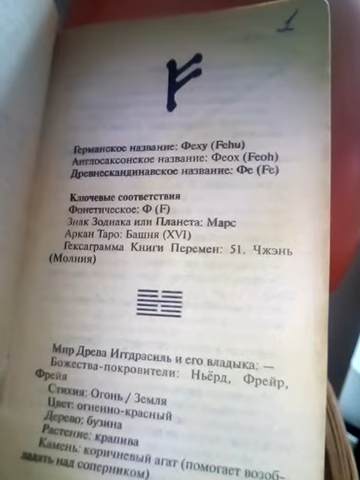 1
Германское название: Феху (Fehu)
Англосаксонское название: Феох (Feoh)
Древнескандинавское название: Фе (Fe)
Ключевые соответствия
Фонетическое: Ф (F)
Знак Зодиака или Планета: Марс
Аркан Таро: Башня (XVI)
Гексаграмма Книги Перемен: 51. Чжэнь
(Молния)
Мир Древа Иггдрасиль и его владыка: —
Божества-покровители: Ньёрд, Фрейр,
Фрейя
Стихия: Огонь / Земля
Цвет: огненно-красный
Дерево: бузина
Растение: крапива
Камень: коричневый агат (помогает возоб-
ладать над соперником)